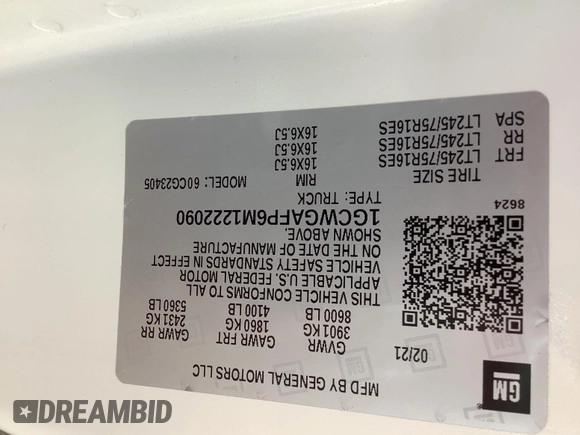 GM
MFD BY GENERAL MOTORS LLC
02/21
GVWR GAWR FRT GAWR RR
3901 KG 1860 KG 2431 KG
8600 LB 4100 LB 5360 LB
THIS VEHICLE CONFORMS TO ALL
APPLICABLE U.S. FEDERAL MOTOR
VEHICLE SAFETY STANDARDS IN EFFECT
ON THE DATE OF MANUFACTURE
SHOWN ABOVE.
1GCWGAFP6M1222090
TYPE: TRUCK
8624
MODEL: 60CG23405
TIRE SIZE RIM
FRT LT245/75R16ES 16X6.5J
RR LT245/75R16ES 16X6.5J
SPA LT245/75R16ES 16X6.5J
DREAMBID